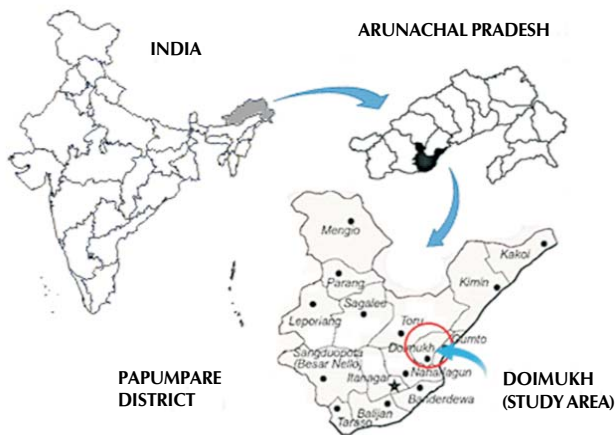 INDIA
ARUNACHAL PRADESH
Mengio
Kakoi
Parang
Kimin
Sagalee
Leporiang
Toru
Gumto
Doimukh
Sangduopota
(Besar Nello)
Naharlagun
Itanagar
Banderdewa
Balijan
Taraso
PAPUMPARE
DISTRICT
DOIMUKH
(STUDY AREA)